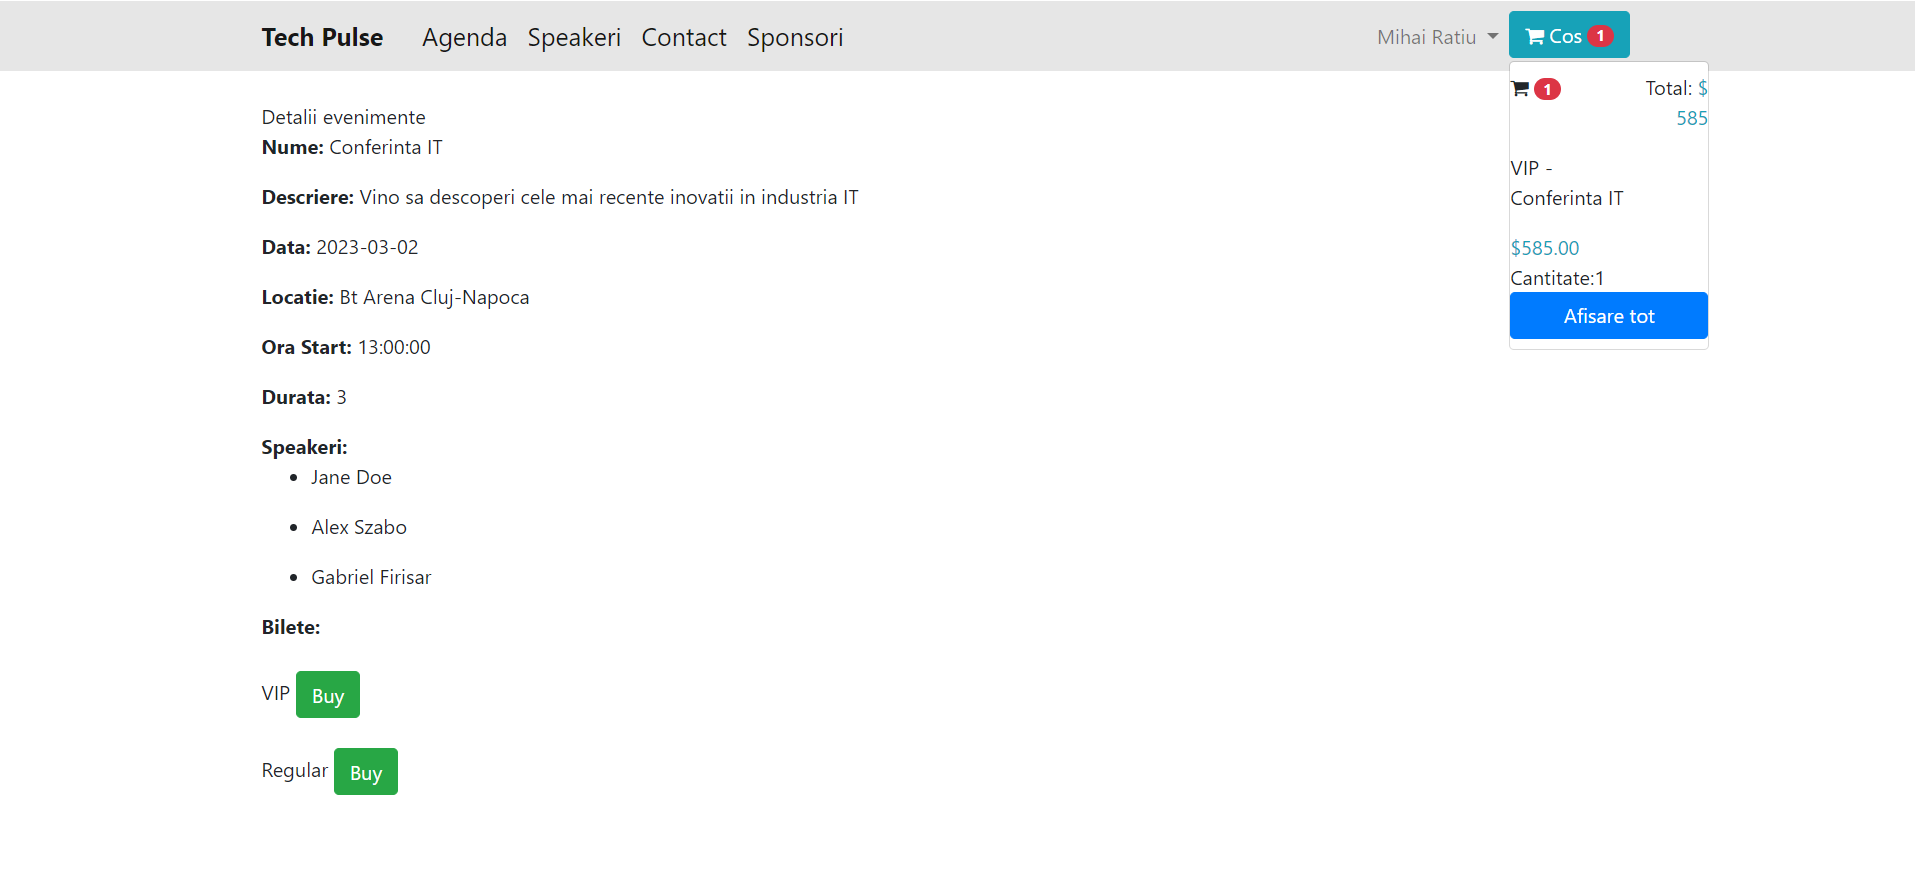 Tech Pulse Agenda Speakeri Contact Sponsori Mihai Ratiu Cos 1
1 Total: $
585
VIP -
Conferinta IT
$585.00
Cantitate:1
Afisare tot
Detalii evenimente
Nume: Conferinta IT
Descriere: Vino sa descoperi cele mai recente inovatii in industria IT
Data: 2023-03-02
Locatie: Bt Arena Cluj-Napoca
Ora Start: 13:00:00
Durata: 3
Speakeri:
Jane Doe
Alex Szabo
Gabriel Firisar
Bilete:
VIP Buy
Regular Buy